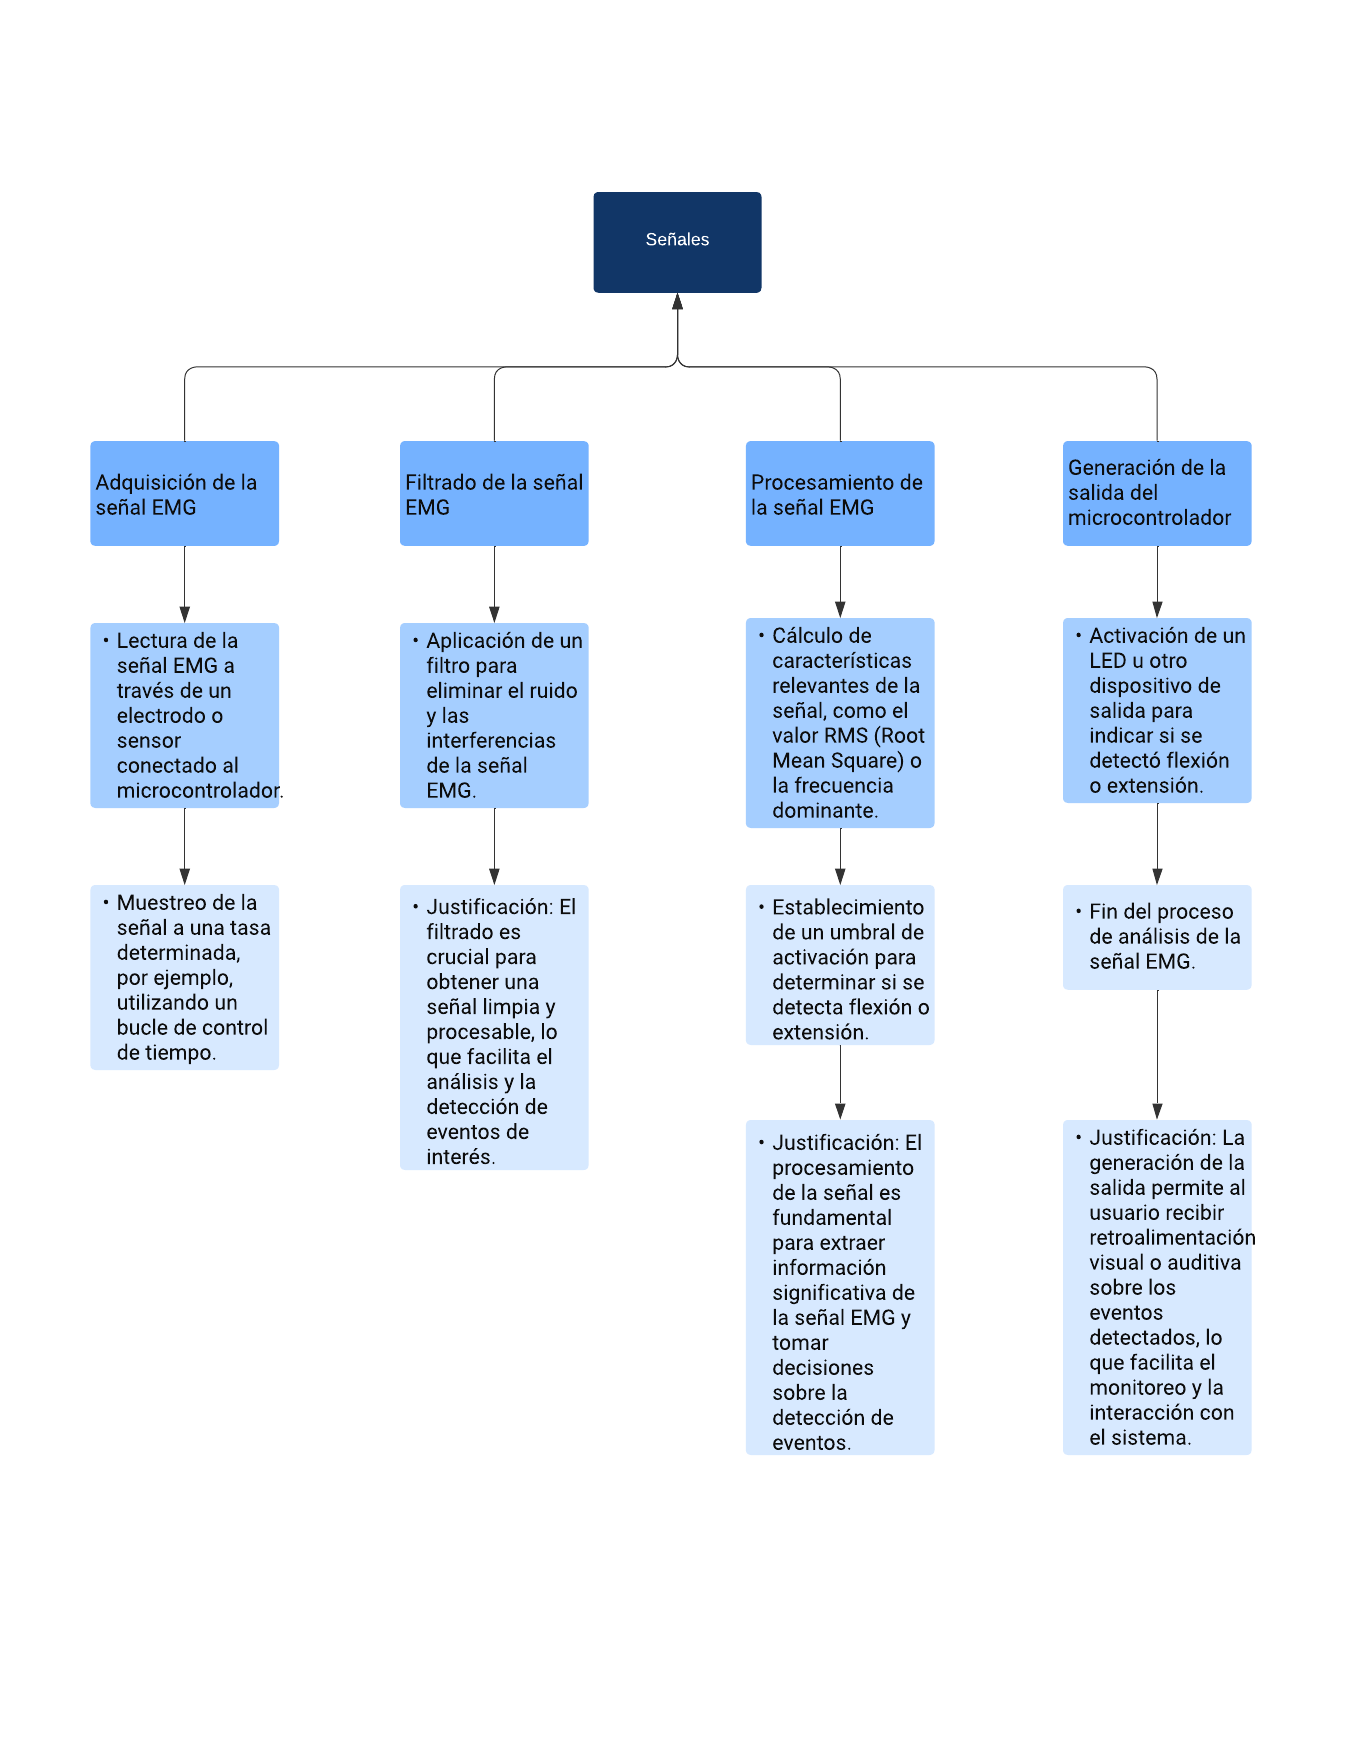 Señales
Adquisición de la
señal EMG
• Lectura de la
señal EMG a
través de un
electrodo o
sensor
conectado al
microcontrolador.
• Muestreo de la
señal a una tasa
determinada,
por ejemplo,
utilizando un
bucle de control
de tiempo.
Filtrado de la señal
EMG
• Aplicación de un
filtro para
eliminar el ruido
y las
interferencias
de la señal
EMG.
• Justificación: El
filtrado es
crucial para
obtener una
señal limpia y
procesable, lo
que facilita el
análisis y la
detección de
eventos de
interés.
Procesamiento de
la señal EMG
• Cálculo de
características
relevantes de la
señal, como el
valor RMS (Root
Mean Square) o
la frecuencia
dominante.
• Establecimiento
de un umbral de
activación para
determinar si se
detecta flexión o
extensión.
• Justificación: El
procesamiento
de la señal es
fundamental
para extraer
información
significativa de
la señal EMG y
tomar
decisiones
sobre la
detección de
eventos.
Generación de la
salida del
microcontrolador
• Activación de un
LED u otro
dispositivo de
salida para
indicar si se
detectó flexión
o extensión.
• Fin del proceso
de análisis de la
señal EMG.
• Justificación: La
generación de la
salida permite al
usuario recibir
retroalimentación
visual o auditiva
sobre los
eventos
detectados, lo
que facilita el
monitoreo y la
interacción con
el sistema.